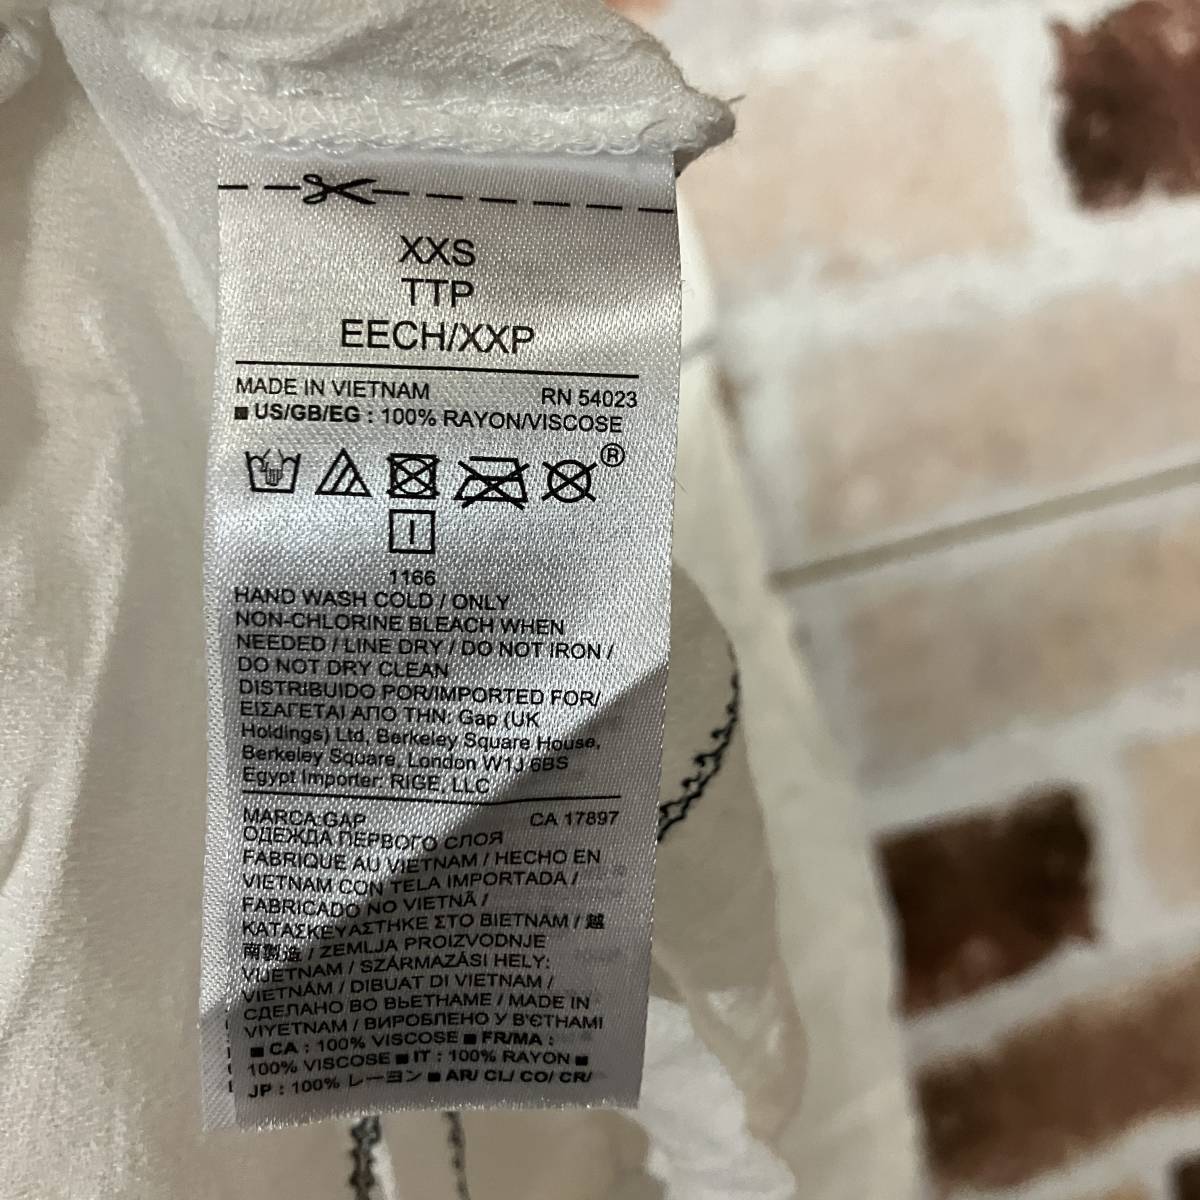 XXS
TTP
EECH/XXP
MADE IN VIETNAM RN 54023
■ US/GB/EG : 100% RAYON/VISCOSE
®
1166
HAND WASH COLD / ONLY
NON-CHLORINE BLEACH WHEN
NEEDED / LINE DRY / DO NOT IRON /
DO NOT DRY CLEAN
DISTRIBUIDO POR/IMPORTED FOR/
ΕΙΣΑΓΕΤΑΙ ΑΠΟ ΤΗΝ: Gap (UK
Holdings) Ltd, Berkeley Square House,
Berkeley Square, London W1J 6BS
Egypt Importer: RIGE, LLC
MARCA:GAP CA 17897
ОДЕЖДА ПЕРВОГО СЛОЯ
FABRIQUE AU VIETNAM / HECHO EN
VIETNAM CON TELA IMPORTADA /
FABRICADO NO VIETNÃ /
ΚΑΤΑΣΚΕΥΑΣΤΗΚΕ ΣΤΟ ΒΙΕΤΝΑΜ / 越
南製造 / ZEMLJA PROIZVODNJE
VIJETNAM / SZÁRMAZÁSI HELY:
VIETNÁM / DIBUAT DI VIETNAM /
СДЕЛАНО ВО ВЬЕТНАМЕ / MADE IN
VIYETNAM / ВИРОБЛЕНО У В'ЄТНАМІ
■ CA : 100% VISCOSE ■ FR/MA :
100% VISCOSE ■ IT : 100% RAYON ■
JP : 100% レーヨン ■ AR/ CL/ CO/ CR/